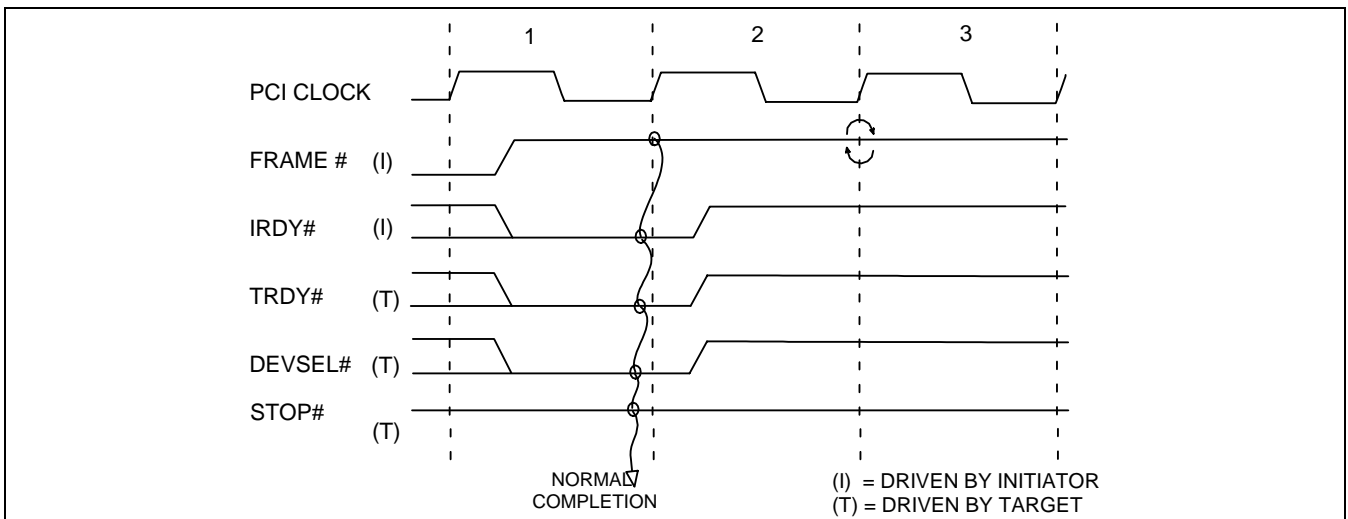 1 2 3
PCI CLOCK
FRAME # (I)
IRDY# (I)
TRDY# (T)
DEVSEL# (T)
STOP#
(T)
NORMAL
COMPLETION
(I) = DRIVEN BY INITIATOR
(T) = DRIVEN BY TARGET